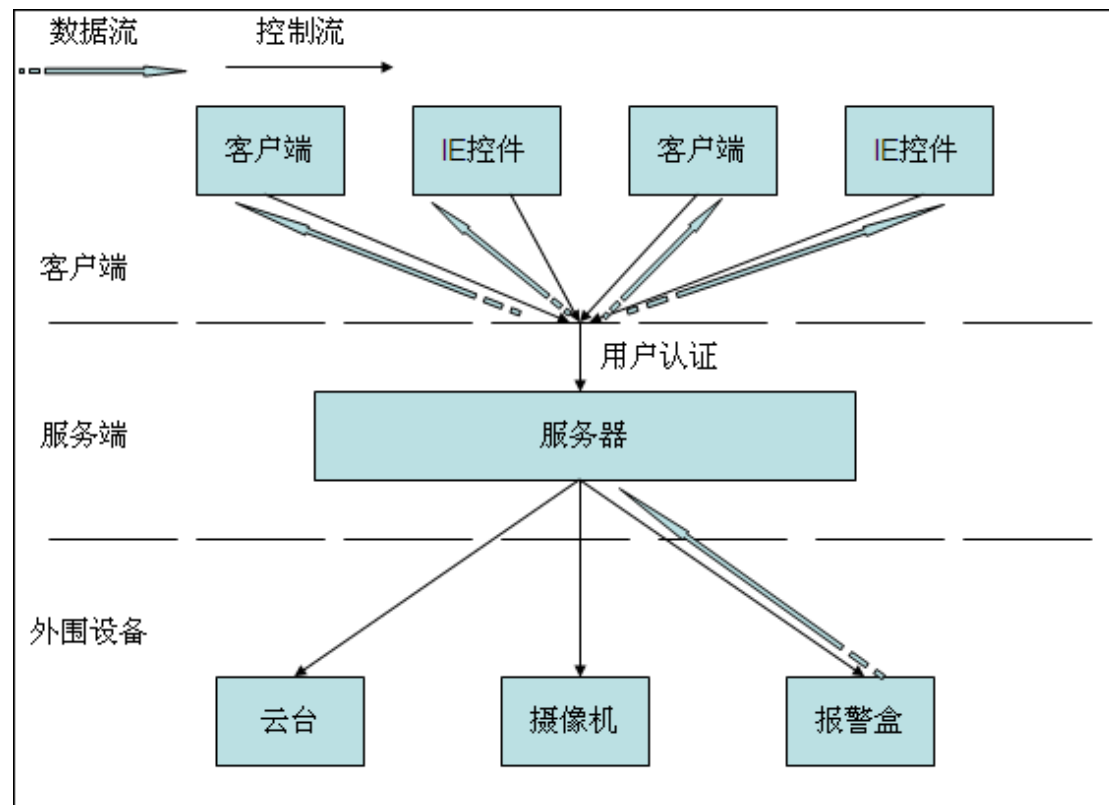 数据流
控制流
客户端
IE控件
客户端
IE控件
客户端
用户认证
服务端
服务器
外围设备
云台
摄像机
报警盒